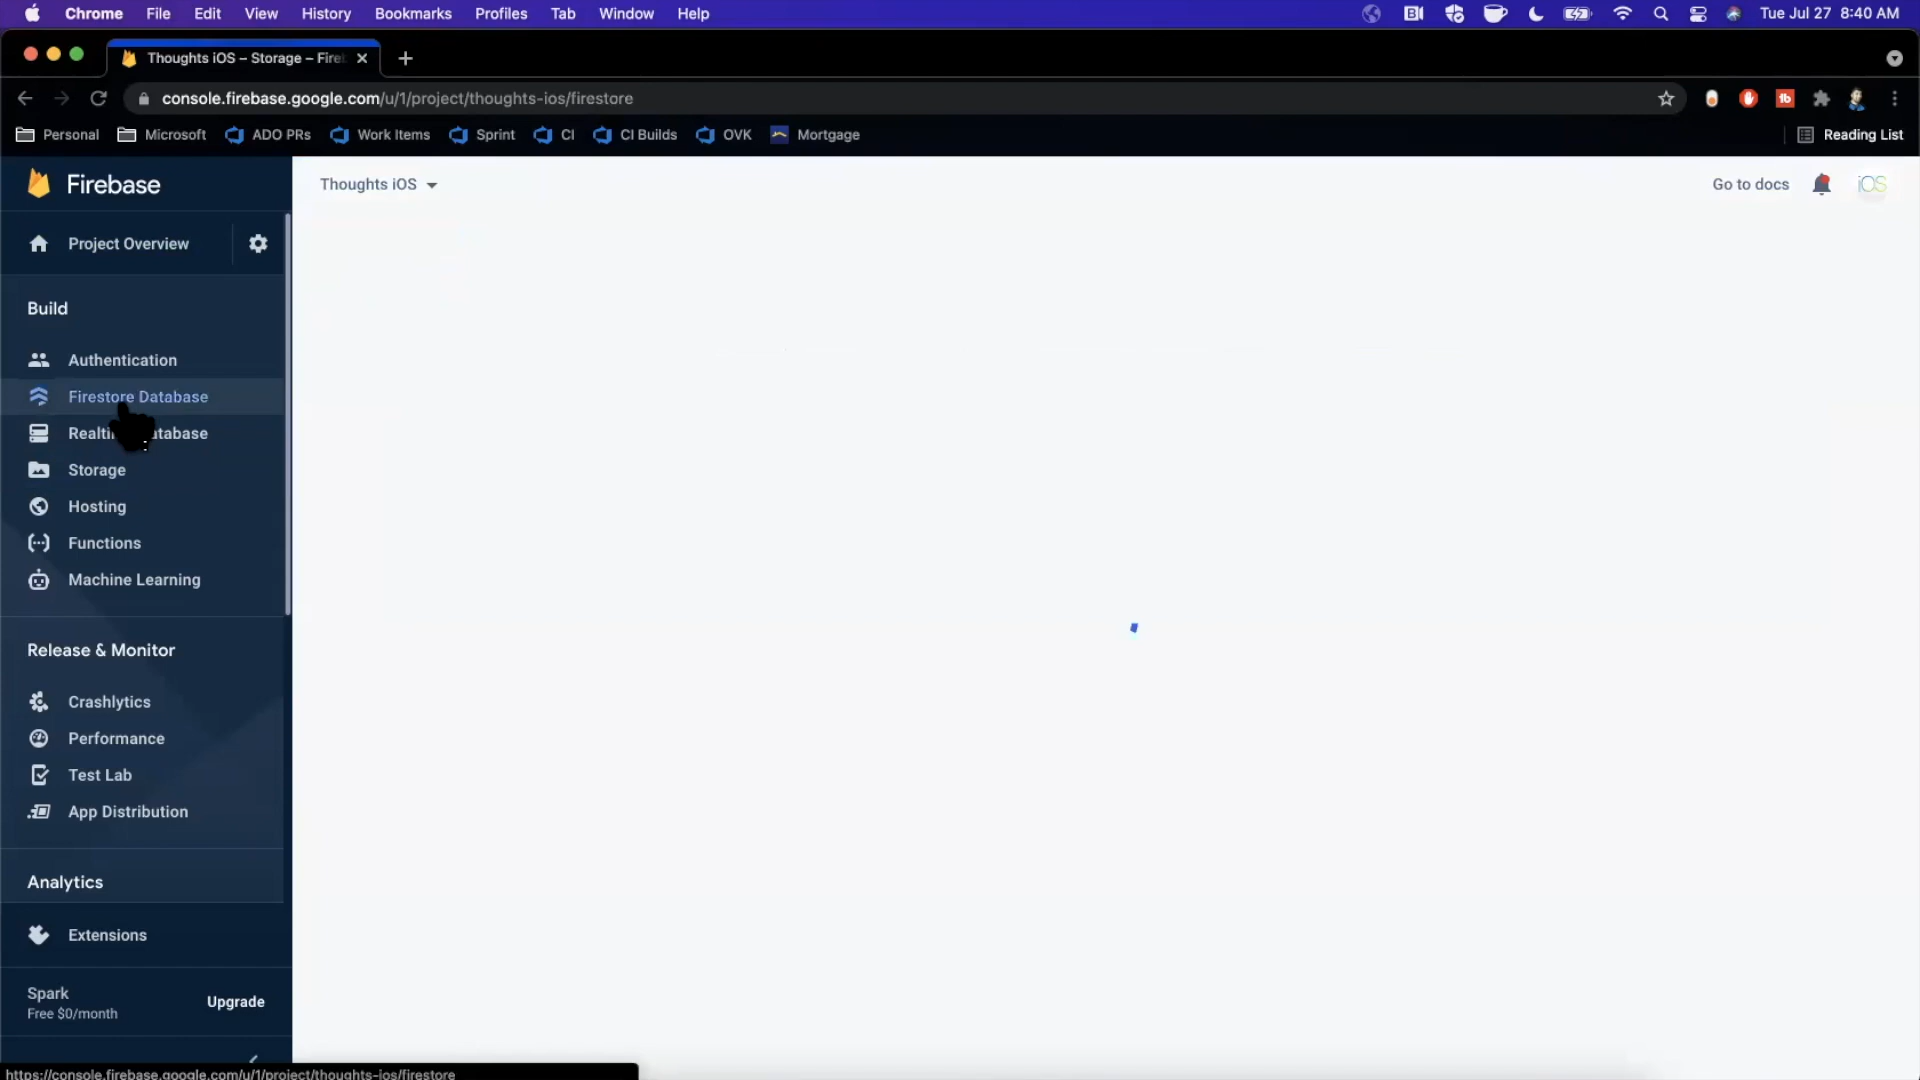 Chrome File Edit View History Bookmarks Profiles Tab Window Help Tue Jul 27 8:40 AM
Thoughts iOS – Storage – Fire
console.firebase.google.com/u/1/project/thoughts-ios/firestore
Personal Microsoft ADO PRs Work Items Sprint CI CI Builds OVK Mortgage Reading List
Firebase
Thoughts iOS
Go to docs
iOS
Project Overview
Build
Authentication
Firestore Database
Realti tabase
Storage
Hosting
Functions
Machine Learning
Release & Monitor
Crashlytics
Performance
Test Lab
App Distribution
Analytics
Extensions
Spark
Free $0/month
Upgrade
https://console.firebase.google.com/u/1/project/thoughts-ios/firestore